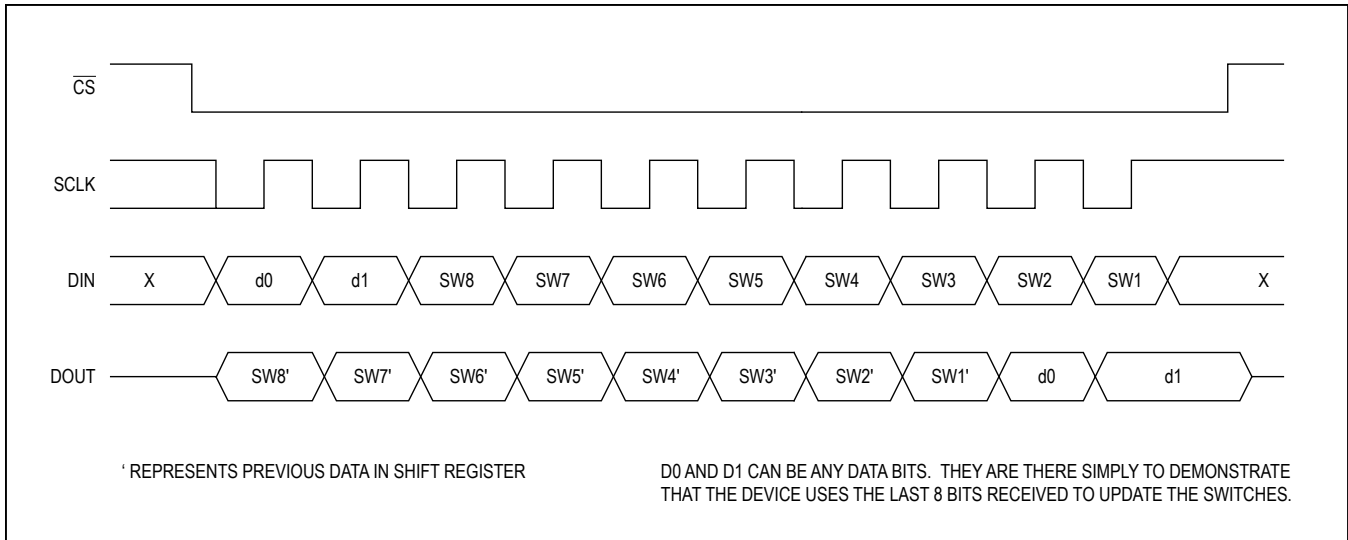 CS
SCLK
DIN X d0 d1 SW8 SW7 SW6 SW5 SW4 SW3 SW2 SW1 X
DOUT SW8' SW7' SW6' SW5' SW4' SW3' SW2' SW1' d0 d1
‘ REPRESENTS PREVIOUS DATA IN SHIFT REGISTER
D0 AND D1 CAN BE ANY DATA BITS. THEY ARE THERE SIMPLY TO DEMONSTRATE
THAT THE DEVICE USES THE LAST 8 BITS RECEIVED TO UPDATE THE SWITCHES.